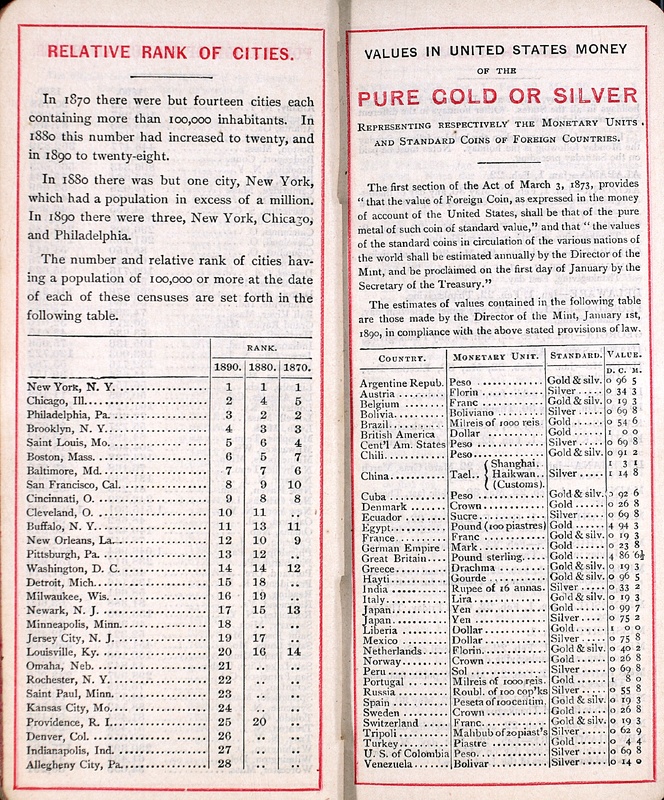 RELATIVE RANK OF CITIES.
In 1870 there were but fourteen cities each
containing more than 100,000 inhabitants. In
1880 this number had increased to twenty, and
in 1890 to twenty-eight.
In 1880 there was but one city, New York,
which had a population in excess of a million.
In 1890 there were three, New York, Chicago,
and Philadelphia.
The number and relative rank of cities hav-
ing a population of 100,000 or more at the date
of each of these censuses are set forth in the
following table.
RANK.
1890. 1880. 1870.
New York, N. Y. 1 1 1
Chicago, Ill. 2 4 5
Philadelphia, Pa. 3 2 2
Brooklyn, N. Y. 4 3 3
Saint Louis, Mo. 5 6 4
Boston, Mass. 6 5 7
Baltimore, Md. 7 7 6
San Francisco, Cal. 8 9 10
Cincinnati, O. 9 8 8
Cleveland, O. 10 11 ..
Buffalo, N. Y. 11 13 11
New Orleans, La. 12 10 9
Pittsburgh, Pa. 13 12 ..
Washington, D. C. 14 14 12
Detroit, Mich. 15 18 ..
Milwaukee, Wis. 16 19 ..
Newark, N. J. 17 15 13
Minneapolis, Minn. 18 .. ..
Jersey City, N. J. 19 17 ..
Louisville, Ky. 20 16 14
Omaha, Neb. 21 .. ..
Rochester, N. Y. 22 .. ..
Saint Paul, Minn. 23 .. ..
Kansas City, Mo. 24 .. ..
Providence, R. I. 25 20 ..
Denver, Col. 26 .. ..
Indianapolis, Ind. 27 .. ..
Allegheny City, Pa. 28 .. ..
VALUES IN UNITED STATES MONEY
OF THE
PURE GOLD OR SILVER
REPRESENTING RESPECTIVELY THE MONETARY UNITS
AND STANDARD COINS OF FOREIGN COUNTRIES.
The first section of the Act of March 3, 1873, provides
"that the value of Foreign Coin, as expressed in the money
of account of the United States, shall be that of the pure
metal of such coin of standard value," and that "the values
of the standard coins in circulation of the various nations of
the world shall be estimated annually by the Director of the
Mint, and be proclaimed on the first day of January by the
Secretary of the Treasury."
The estimates of values contained in the following table
are those made by the Director of the Mint, January 1st,
1890, in compliance with the above stated provisions of law.
COUNTRY. MONETARY UNIT. STANDARD. VALUE.
D. C. M.
Argentine Repub. Peso Gold & silv. 0 96 5
Austria Florin Silver 0 34 3
Belgium Franc Gold & silv. 0 19 3
Bolivia Boliviano Silver 0 69 8
Brazil Milreis of 1000 reis Gold 0 54 6
British America Dollar Gold 1 0 0
Cent'l Am. States Peso Silver 0 69 8
Chili Peso Gold & silv. 0 91 2
China Tael Silver
Shanghai. 1 3 1
Haikwan
(Customs). 1 14 8
Cuba Peso Gold & silv. 0 92 6
Denmark Crown Gold 0 26 8
Ecuador Sucre Silver 0 69 8
Egypt Pound (100 piastres) Gold 4 94 3
France Franc Gold & silv. 0 19 3
German Empire Mark Gold 0 23 8
Great Britain Pound sterling Gold 4 86 6½
Greece Drachma Gold & silv. 0 19 3
Hayti Gourde Gold & silv. 0 96 5
India Rupee of 16 annas. Silver 0 33 2
Italy Lira Gold & silv. 0 19 3
Japan Yen Gold 0 99 7
Japan Yen Silver 0 75 2
Liberia Dollar Gold 1 0 0
Mexico Dollar Silver 0 75 8
Netherlands Florin Gold & silv. 0 40 2
Norway Crown Gold 0 26 8
Peru Sol Silver 0 69 8
Portugal Milreis of 1000 reis. Gold 1 8 0
Russia Roubl. of 100 cop'ks Silver 0 55 8
Spain Peseta of 100 centim. Gold & silv. 0 19 3
Sweden Crown Gold 0 26 8
Switzerland Franc Gold & silv. 0 19 3
Tripoli Mahbub of 20 piast's Silver 0 62 9
Turkey Piastre Gold 0 4 4
U. S. of Colombia Peso Silver 0 69 8
Venezuela Bolivar Silver 0 14 0